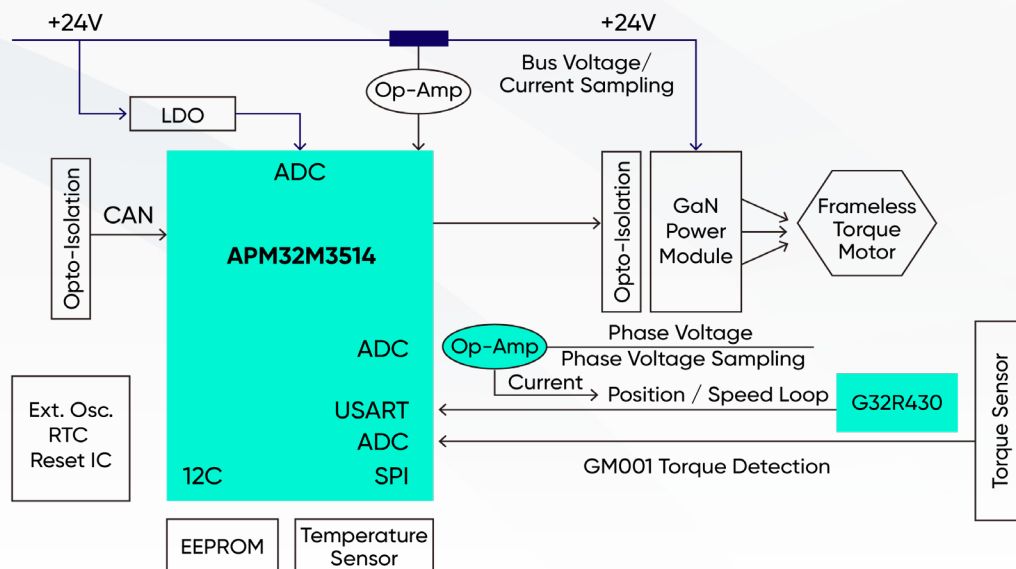 +24V
+24V
Bus Voltage/
Current Sampling
Op-Amp
LDO
ADC
Opto-Isolation
CAN
APM32M3514
Opto-Isolation
GaN
Power
Module
Frameless
Torque
Motor
ADC
Op-Amp
Phase Voltage
Phase Voltage Sampling
Current
Position / Speed Loop
G32R430
Torque Sensor
Ext. Osc.
RTC
Reset IC
USART
ADC
GM001 Torque Detection
12C
SPI
EEPROM
Temperature
Sensor